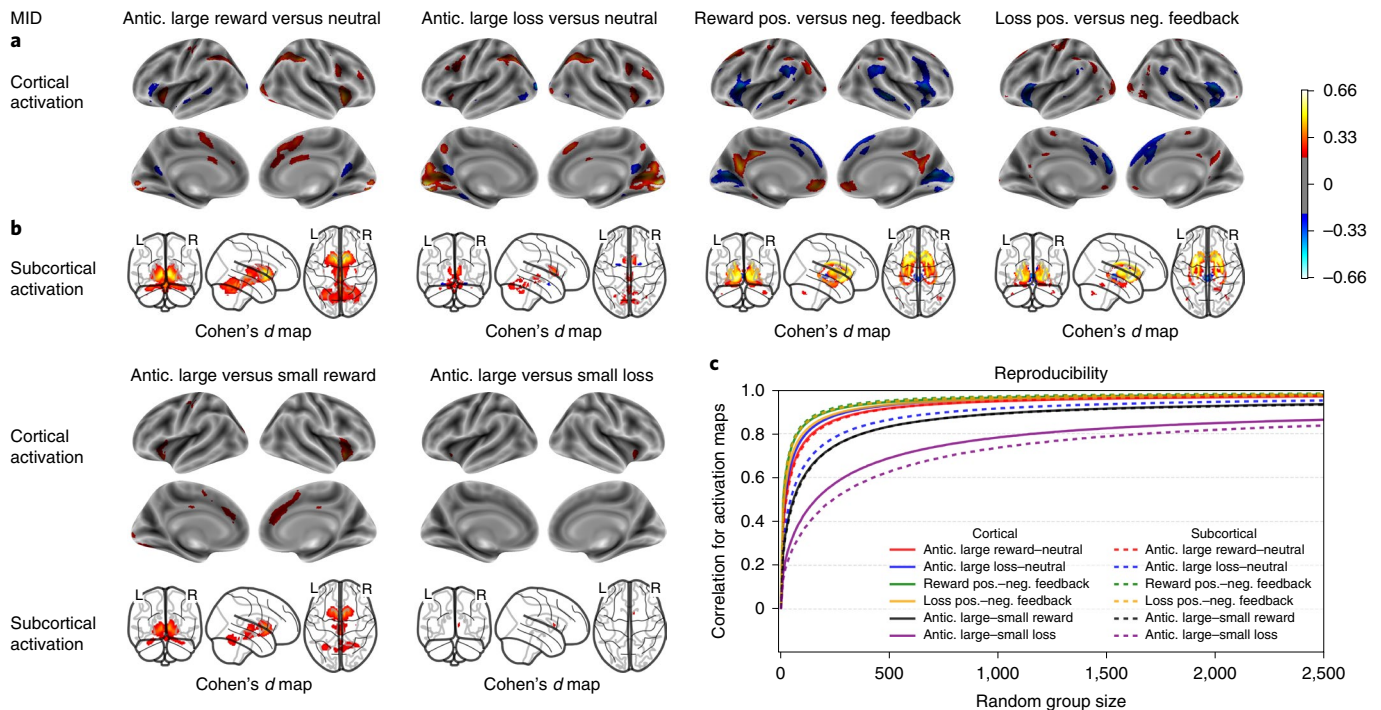 MID
Antic. large reward versus neutral
Antic. large loss versus neutral
Reward pos. versus neg. feedback
Loss pos. versus neg. feedback
a
Cortical
activation
0.66
0.33
0
–0.33
–0.66
b
Subcortical
activation
L
R
L
R
L
R
L
R
L
R
L
R
L
R
L
R
Cohen's d map
Cohen's d map
Cohen's d map
Cohen's d map
Antic. large versus small reward
Antic. large versus small loss
Cortical
activation
Subcortical
activation
L
R
L
R
L
R
L
R
Cohen's d map
Cohen's d map
c
Reproducibility
Correlation for activation maps
1.0
0.8
0.6
0.4
0.2
0
Cortical
Antic. large reward–neutral
Antic. large loss–neutral
Reward pos.–neg. feedback
Loss pos.–neg. feedback
Antic. large–small reward
Antic. large–small loss
Subcortical
Antic. large reward–neutral
Antic. large loss–neutral
Reward pos.–neg. feedback
Loss pos.–neg. feedback
Antic. large–small reward
Antic. large–small loss
0
500
1,000
1,500
2,000
2,500
Random group size